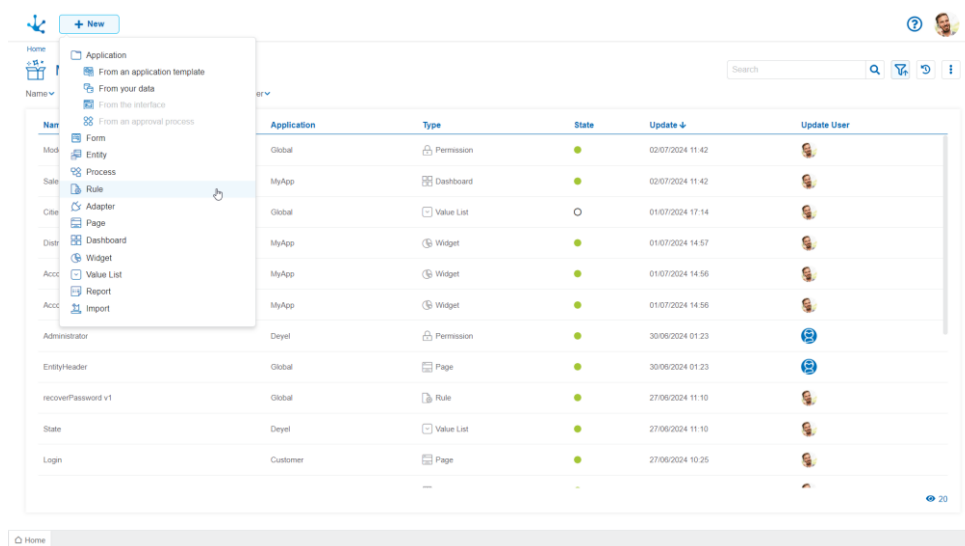 New
Home
Application
From an application template
From your data
From the interface
From an approval process
Form
Entity
Process
Rule
Adapter
Page
Dashboard
Widget
Value List
Report
Import
Search
Name
Application Type State Update Update User
Global Permission 02/07/2024 11:42
MyApp Dashboard 02/07/2024 11:42
Global Value List 01/07/2024 17:14
MyApp Widget 01/07/2024 14:57
MyApp Widget 01/07/2024 14:56
MyApp Widget 01/07/2024 14:56
Administrator Deyel Permission 30/06/2024 01:23
EntityHeader Global Page 30/06/2024 01:23
recoverPassword v1 Global Rule 27/06/2024 11:10
State Deyel Value List 27/06/2024 11:10
Login Customer Page 27/06/2024 10:25
20
Home